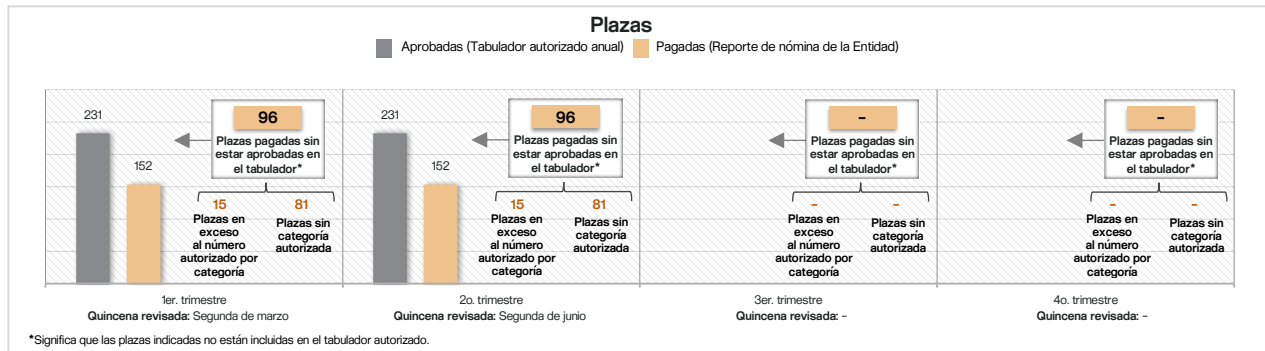 Plazas
Aprobadas (Tabulador autorizado anual)
Pagadas (Reporte de nómina de la Entidad)
231
152
96
Plazas pagadas sin
estar aprobadas en
el tabulador*
15
Plazas en
exceso
al número
autorizado por
categoría
81
Plazas sin
categoría
autorizada
1er. trimestre
Quincena revisada: Segunda de marzo
231
152
96
Plazas pagadas sin
estar aprobadas en
el tabulador*
15
Plazas en
exceso
al número
autorizado por
categoría
81
Plazas sin
categoría
autorizada
2o. trimestre
Quincena revisada: Segunda de junio
–
Plazas pagadas sin
estar aprobadas en
el tabulador*
–
Plazas en
exceso
al número
autorizado por
categoría
–
Plazas sin
categoría
autorizada
3er. trimestre
Quincena revisada: –
–
Plazas pagadas sin
estar aprobadas en
el tabulador*
–
Plazas en
exceso
al número
autorizado por
categoría
–
Plazas sin
categoría
autorizada
4o. trimestre
Quincena revisada: –
*Significa que las plazas indicadas no están incluidas en el tabulador autorizado.